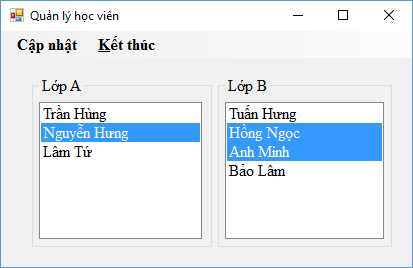 Quản lý học viên
Cập nhật Kết thúc
Lớp A
Trần Hùng
Nguyễn Hưng
Lâm Tứ
Lớp B
Tuấn Hưng
Hồng Ngọc
Anh Minh
Bảo Lâm